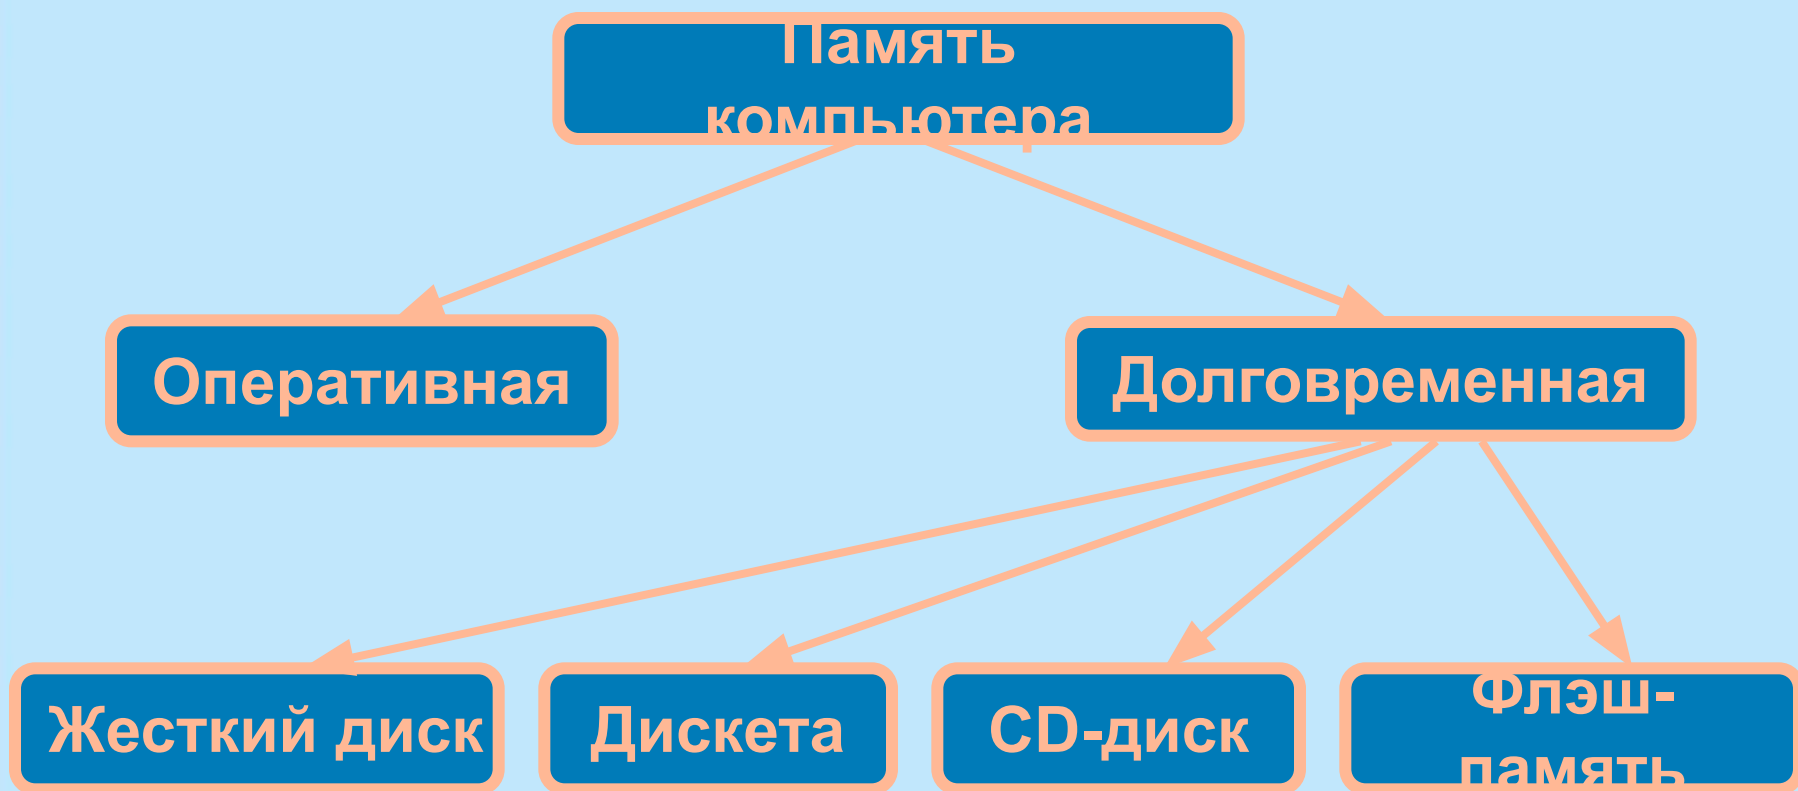 Память
компьютера
Оперативная
Долговременная
Жесткий диск
Дискета
CD-диск
Флэш-
память